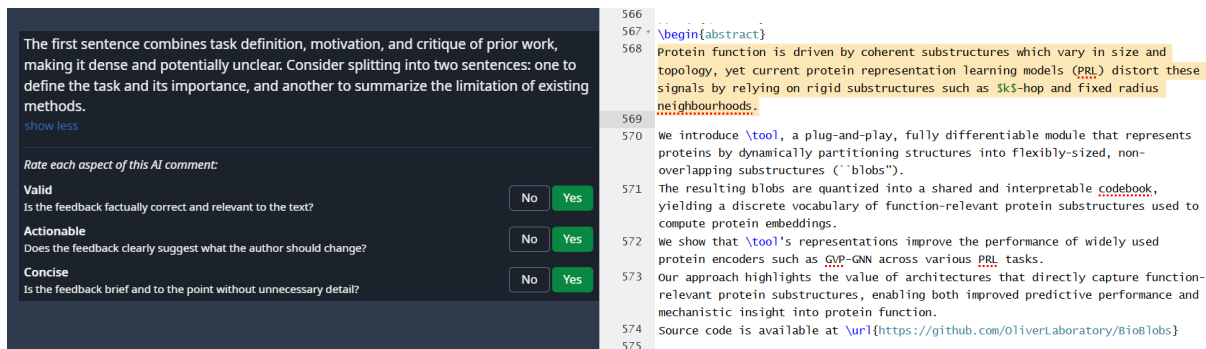 The first sentence combines task definition, motivation, and critique of prior work,
making it dense and potentially unclear. Consider splitting into two sentences: one to
define the task and its importance, and another to summarize the limitation of existing
methods.
show less
Rate each aspect of this AI comment:
Valid
Is the feedback factually correct and relevant to the text?
No Yes
Actionable
Does the feedback clearly suggest what the author should change?
No Yes
Concise
Is the feedback brief and to the point without unnecessary detail?
No Yes
566
567 \begin{abstract}
568 Protein function is driven by coherent substructures which vary in size and
topology, yet current protein representation learning models (PRL) distort these
signals by relying on rigid substructures such as $k$-hop and fixed radius
neighbourhoods.
569
570 We introduce \tool, a plug-and-play, fully differentiable module that represents
proteins by dynamically partitioning structures into flexibly-sized, non-
overlapping substructures (``blobs”).
571 The resulting blobs are quantized into a shared and interpretable codebook,
yielding a discrete vocabulary of function-relevant protein substructures used to
compute protein embeddings.
572 We show that \tool's representations improve the performance of widely used
protein encoders such as GVP-GNN across various PRL tasks.
573 Our approach highlights the value of architectures that directly capture function-
relevant protein substructures, enabling both improved predictive performance and
mechanistic insight into protein function.
574 Source code is available at \url{https://github.com/OliverLaboratory/BioBlobs}
575